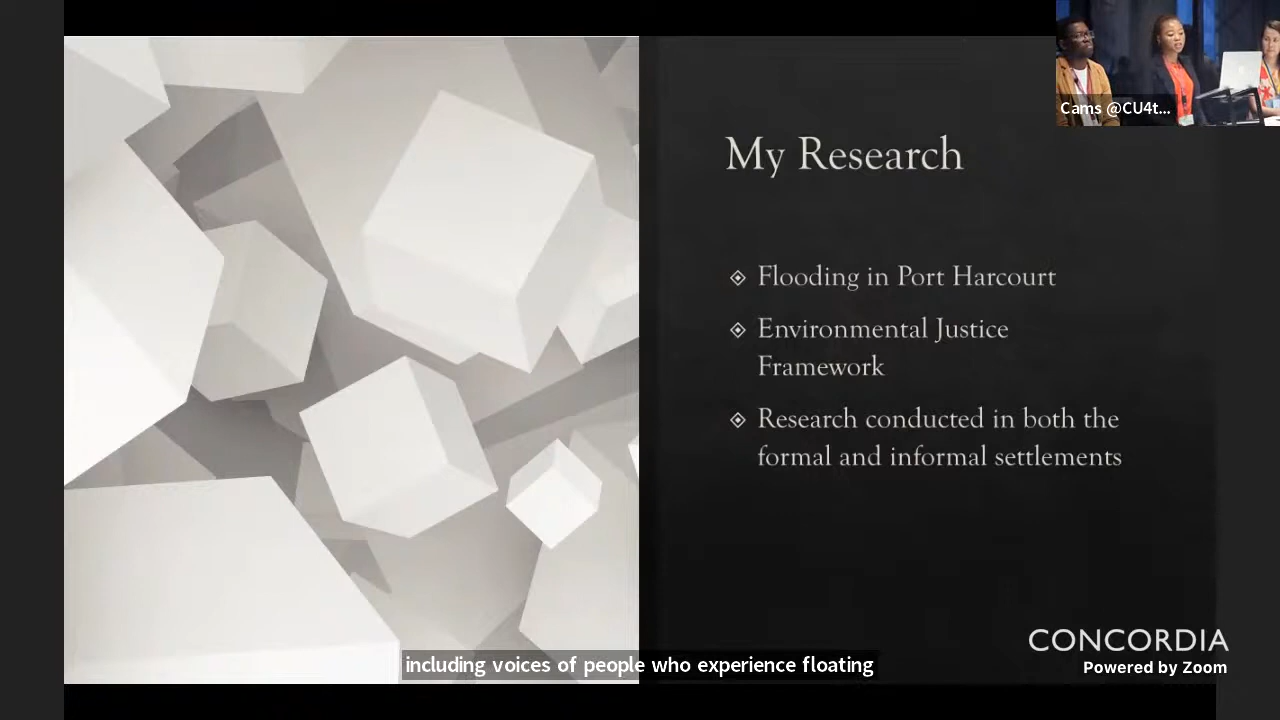 Cams @CU4t...
My Research
Flooding in Port Harcourt
Environmental Justice
Framework
Research conducted in both the
formal and informal settlements
including voices of people who experience floating
CONCORDIA
Powered by Zoom